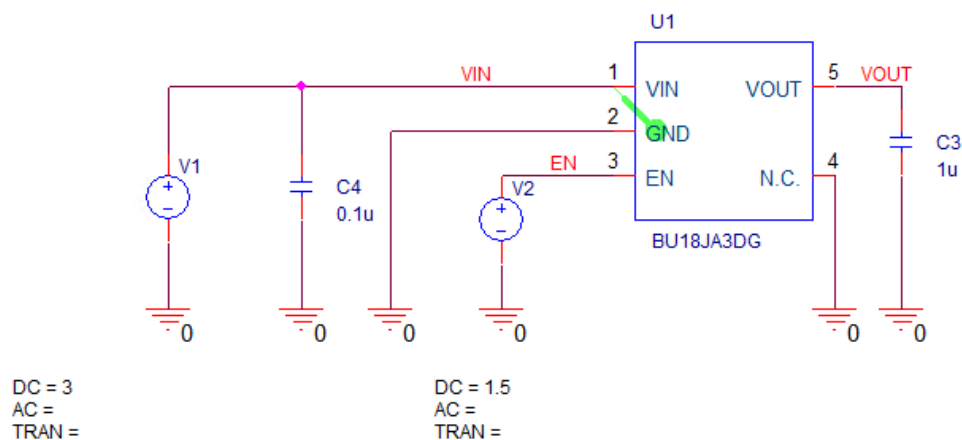 U1
VIN 1 VIN VOUT 5 VOUT
2 GND
V1 C4 0.1u
EN 3 EN N.C. 4
V2
C3
1u
BU18JA3DG
0 0 0 0 0
DC = 3
AC =
TRAN =
DC = 1.5
AC =
TRAN =